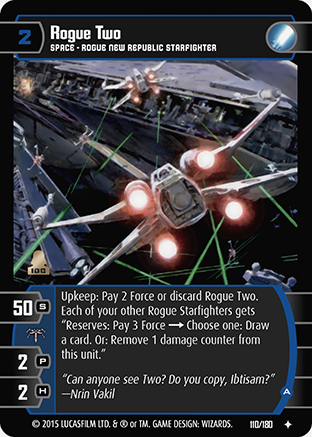 2
Rogue Two
SPACE - ROGUE NEW REPUBLIC STARFIGHTER
100
50 S
2 P
2 H
Upkeep: Pay 2 Force or discard Rogue Two.
Each of your other Rogue Starfighters gets
“Reserves: Pay 3 Force → Choose one: Draw
a card. Or: Remove 1 damage counter from
this unit.”
“Can anyone see Two? Do you copy, Ibtisam?”
—Nrin Vakil
A
© 2015 LUCASFILM LTD. & ® or TM. GAME DESIGN: WIZARDS.
110/180